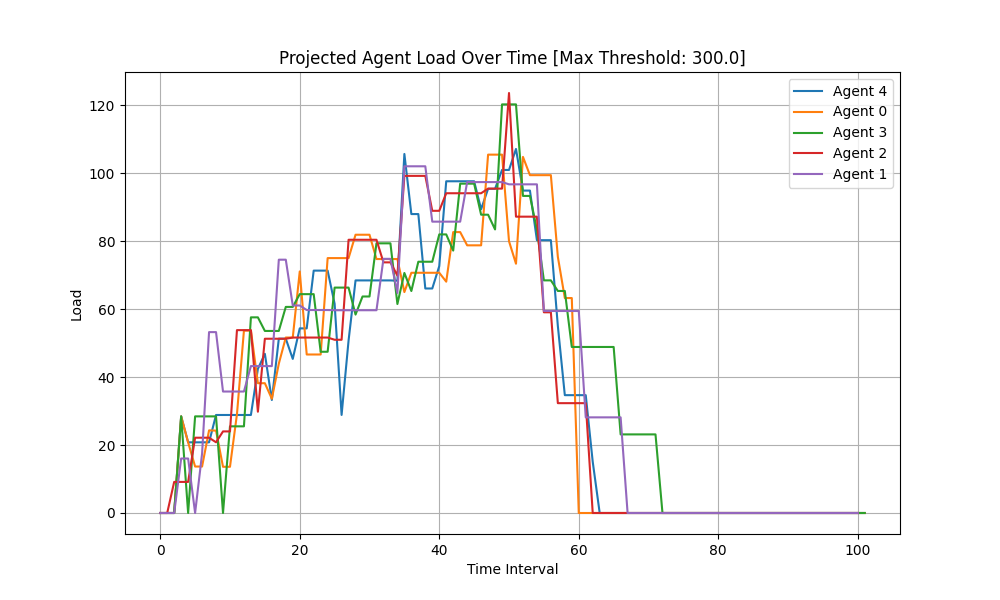 Projected Agent Load Over Time [Max Threshold: 300.0]
Agent 4
Agent 0
Agent 3
Agent 2
Agent 1
120
100
80
60
40
20
0
Load
0 20 40 60 80 100
Time Interval